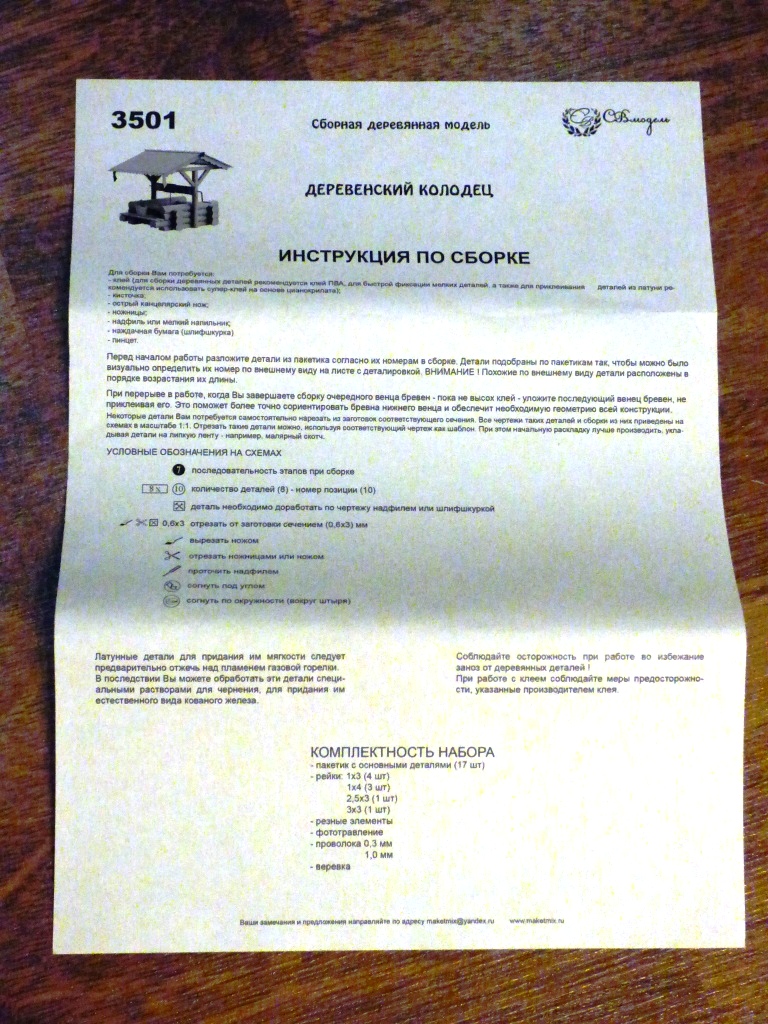 3501
Сборная деревянная модель
СВмодель
ДЕРЕВЕНСКИЙ КОЛОДЕЦ
ИНСТРУКЦИЯ ПО СБОРКЕ
Для сборки Вам потребуется:
- клей (для сборки деревянных деталей рекомендуется клей ПВА, для быстрой фиксации мелких деталей, а также для приклеивания деталей из латуни ре-
комендуется использовать супер-клей на основе цианокрилата);
- кисточка;
- острый канцелярский нож;
- ножницы;
- надфиль или мелкий напильник;
- наждачная бумага (шлифшкурка)
- пинцет.
Перед началом работы разложите детали из пакетика согласно их номерам в сборке. Детали подобраны по пакетикам так, чтобы можно было
визуально определить их номер по внешнему виду на листе с деталировкой. ВНИМАНИЕ ! Похожие по внешнему виду детали расположены в
порядке возрастания их длины.
При перерыве в работе, когда Вы завершаете сборку очередного венца бревен - пока не высох клей - уложите последующий венец бревен, не
приклеивая его. Это поможет более точно сориентировать бревна нижнего венца и обеспечит необходимую геометрию всей конструкции.
Некоторые детали Вам потребуется самостоятельно нарезать из заготовок соответствующего сечения. Все чертежи таких деталей и сборки из них приведены на
схемах в масштабе 1:1. Отрезать такие детали можно, используя соответствующий чертеж как шаблон. При этом начальную раскладку лучше производить, укла-
дывая детали на липкую ленту - например, малярный скотч.
УСЛОВНЫЕ ОБОЗНАЧЕНИЯ НА СХЕМАХ
7 последовательность этапов при сборке
8х 10 количество деталей (8) - номер позиции (10)
деталь необходимо доработать по чертежу надфилем или шлифшкуркой
0,6х3 отрезать от заготовки сечением (0,6х3) мм
вырезать ножом
отрезать ножницами или ножом
проточить надфилем
согнуть под углом
согнуть по окружности (вокруг штыря)
Латунные детали для придания им мягкости следует
предварительно отжечь над пламенем газовой горелки.
В последствии Вы можете обработать эти детали специ-
альными растворами для чернения, для придания им
естественного вида кованого железа.
Соблюдайте осторожность при работе во избежание
заноз от деревянных деталей !
При работе с клеем соблюдайте меры предосторожно-
сти, указанные производителем клея.
КОМПЛЕКТНОСТЬ НАБОРА
- пакетик с основными деталями (17 шт)
- рейки: 1х3 (4 шт)
1х4 (3 шт)
2,5х3 (1 шт)
3х3 (1 шт)
- резные элементы
- фототравление
- проволока 0,3 мм
1,0 мм
- веревка
Ваши замечания и предложения направляйте по адресу maketmix@yandex.ru www.maketmix.ru